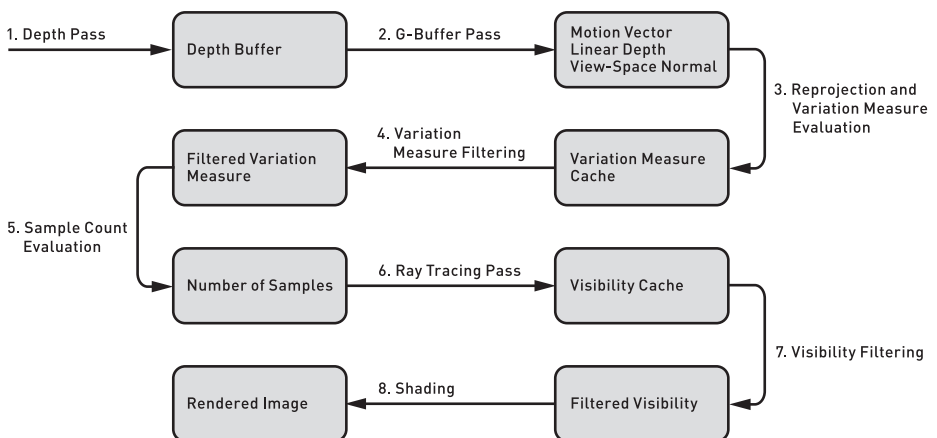 1. Depth Pass
Depth Buffer
2. G-Buffer Pass
Motion Vector
Linear Depth
View-Space Normal
3. Reprojection and
Variation Measure
Evaluation
Variation Measure
Cache
4. Variation
Measure Filtering
Filtered Variation
Measure
5. Sample Count
Evaluation
Number of Samples
6. Ray Tracing Pass
Visibility Cache
7. Visibility Filtering
Filtered Visibility
8. Shading
Rendered Image